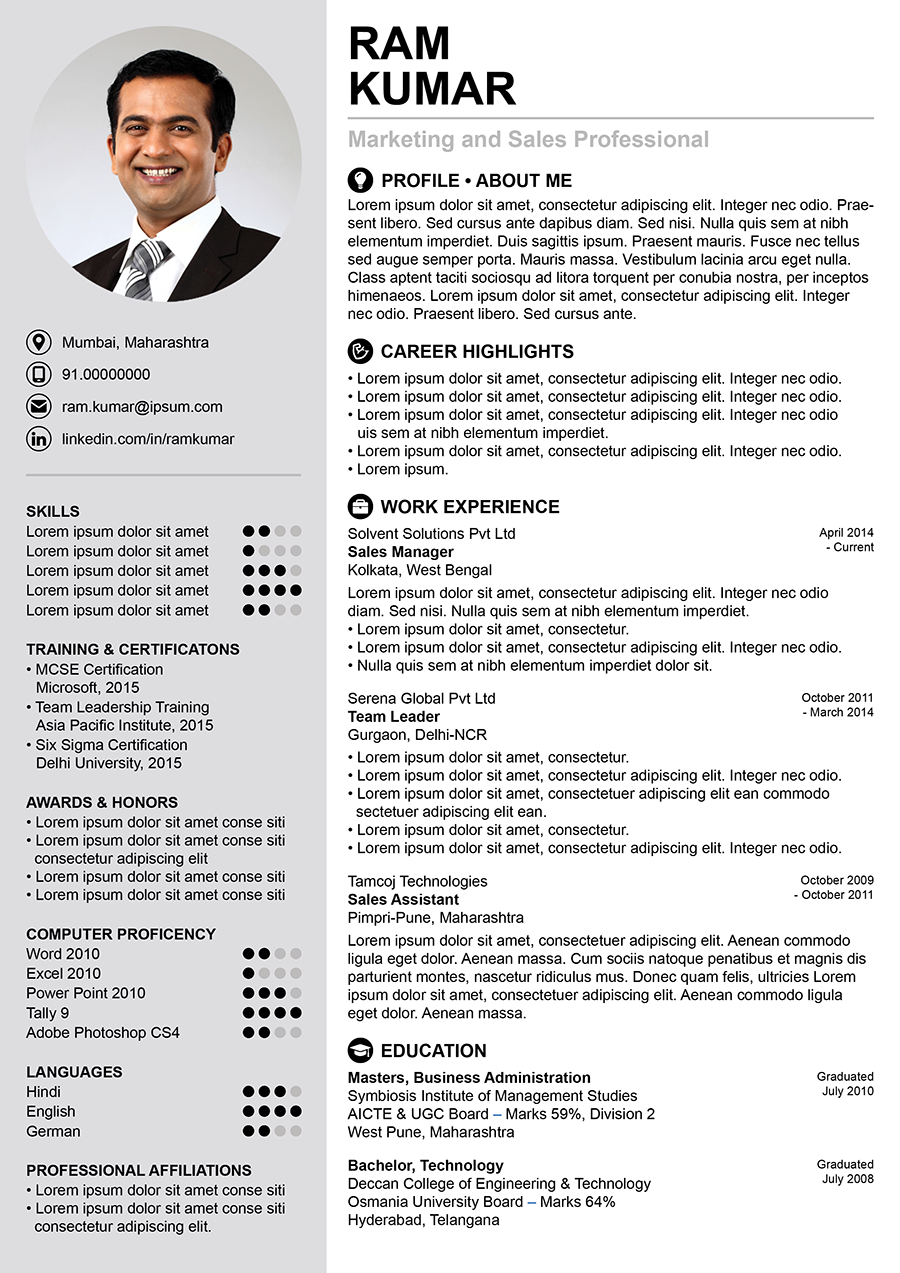 RAM
KUMAR
Marketing and Sales Professional
Mumbai, Maharashtra
91.00000000
ram.kumar@ipsum.com
linkedin.com/in/ramkumar
SKILLS
Lorem ipsum dolor sit amet
Lorem ipsum dolor sit amet
Lorem ipsum dolor sit amet
Lorem ipsum dolor sit amet
Lorem ipsum dolor sit amet
TRAINING & CERTIFICATONS
• MCSE Certification
Microsoft, 2015
• Team Leadership Training
Asia Pacific Institute, 2015
• Six Sigma Certification
Delhi University, 2015
AWARDS & HONORS
• Lorem ipsum dolor sit amet conse siti
• Lorem ipsum dolor sit amet conse siti
consectetur adipiscing elit
• Lorem ipsum dolor sit amet conse siti
• Lorem ipsum dolor sit amet conse siti
COMPUTER PROFICENCY
Word 2010
Excel 2010
Power Point 2010
Tally 9
Adobe Photoshop CS4
LANGUAGES
Hindi
English
German
PROFESSIONAL AFFILIATIONS
• Lorem ipsum dolor sit amet conse siti
• Lorem ipsum dolor sit amet conse siti
consectetur adipiscing elit.
PROFILE • ABOUT ME
Lorem ipsum dolor sit amet, consectetur adipiscing elit. Integer nec odio. Prae-
sent libero. Sed cursus ante dapibus diam. Sed nisi. Nulla quis sem at nibh
elementum imperdiet. Duis sagittis ipsum. Praesent mauris. Fusce nec tellus
sed augue semper porta. Mauris massa. Vestibulum lacinia arcu eget nulla.
Class aptent taciti sociosqu ad litora torquent per conubia nostra, per inceptos
himenaeos. Lorem ipsum dolor sit amet, consectetur adipiscing elit. Integer
nec odio. Praesent libero. Sed cursus ante.
CAREER HIGHLIGHTS
• Lorem ipsum dolor sit amet, consectetur adipiscing elit. Integer nec odio.
• Lorem ipsum dolor sit amet, consectetur adipiscing elit. Integer nec odio.
• Lorem ipsum dolor sit amet, consectetur adipiscing elit. Integer nec odio
uis sem at nibh elementum imperdiet.
• Lorem ipsum dolor sit amet, consectetur adipiscing elit. Integer nec odio.
• Lorem ipsum.
WORK EXPERIENCE
Solvent Solutions Pvt Ltd
April 2014
Sales Manager
- Current
Kolkata, West Bengal
Lorem ipsum dolor sit amet, consectetur adipiscing elit. Integer nec odio
diam. Sed nisi. Nulla quis sem at nibh elementum imperdiet.
• Lorem ipsum dolor sit amet, consectetur.
• Lorem ipsum dolor sit amet, consectetur adipiscing elit. Integer nec odio.
• Nulla quis sem at nibh elementum imperdiet dolor sit.
Serena Global Pvt Ltd
October 2011
Team Leader
- March 2014
Gurgaon, Delhi-NCR
• Lorem ipsum dolor sit amet, consectetur.
• Lorem ipsum dolor sit amet, consectetur adipiscing elit. Integer nec odio.
• Lorem ipsum dolor sit amet, consectetuer adipiscing elit ean commodo
sectetuer adipiscing elit ean.
• Lorem ipsum dolor sit amet, consectetur.
• Lorem ipsum dolor sit amet, consectetur adipiscing elit. Integer nec odio.
Tamcoj Technologies
October 2009
Sales Assistant
- October 2011
Pimpri-Pune, Maharashtra
Lorem ipsum dolor sit amet, consectetuer adipiscing elit. Aenean commodo
ligula eget dolor. Aenean massa. Cum sociis natoque penatibus et magnis dis
parturient montes, nascetur ridiculus mus. Donec quam felis, ultricies Lorem
ipsum dolor sit amet, consectetuer adipiscing elit. Aenean commodo ligula
eget dolor. Aenean massa.
EDUCATION
Masters, Business Administration
Graduated
Symbiosis Institute of Management Studies
July 2010
AICTE & UGC Board – Marks 59%, Division 2
West Pune, Maharashtra
Bachelor, Technology
Graduated
Deccan College of Engineering & Technology
July 2008
Osmania University Board – Marks 64%
Hyderabad, Telangana